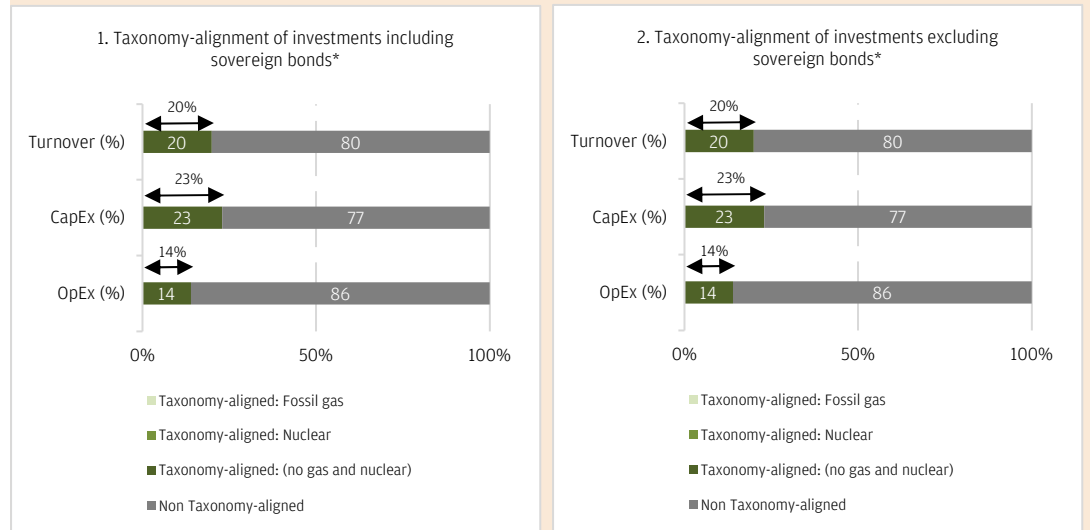 1. Taxonomy-alignment of investments including
sovereign bonds*
20%
Turnover (%)
20
80
23%
CapEx (%)
23
77
14%
OpEx (%)
14
86
0%
50%
100%
Taxonomy-aligned: Fossil gas
Taxonomy-aligned: Nuclear
Taxonomy-aligned: (no gas and nuclear)
Non Taxonomy-aligned
2. Taxonomy-alignment of investments excluding
sovereign bonds*
20%
Turnover (%)
20
80
23%
CapEx (%)
23
77
14%
OpEx (%)
14
86
0%
50%
100%
Taxonomy-aligned: Fossil gas
Taxonomy-aligned: Nuclear
Taxonomy-aligned: (no gas and nuclear)
Non Taxonomy-aligned